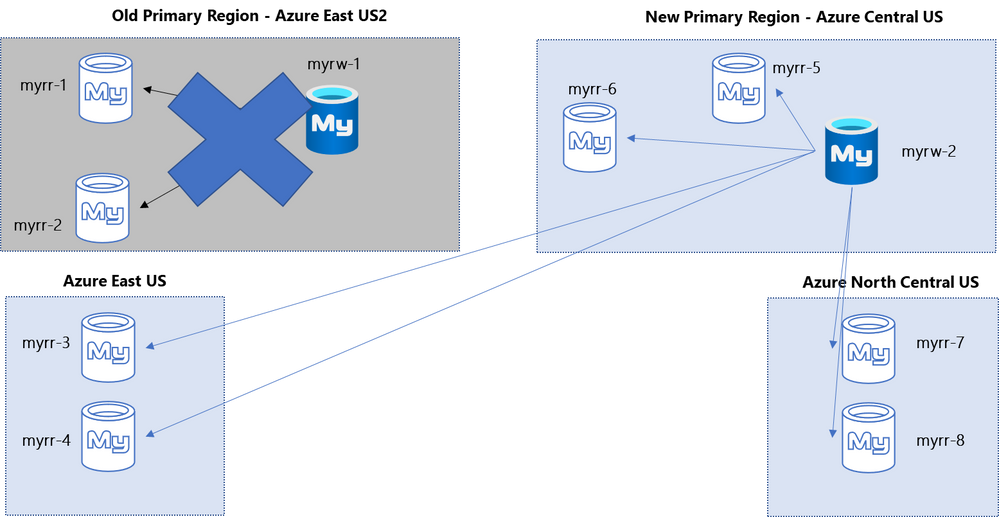 Old Primary Region - Azure East US2
New Primary Region - Azure Central US
myrr-1
My
myrw-1
My
myrr-2
My
myrr-5
My
myrr-6
My
My
myrw-2
Azure East US
myrr-3
My
myrr-4
My
Azure North Central US
My
myrr-7
My
myrr-8